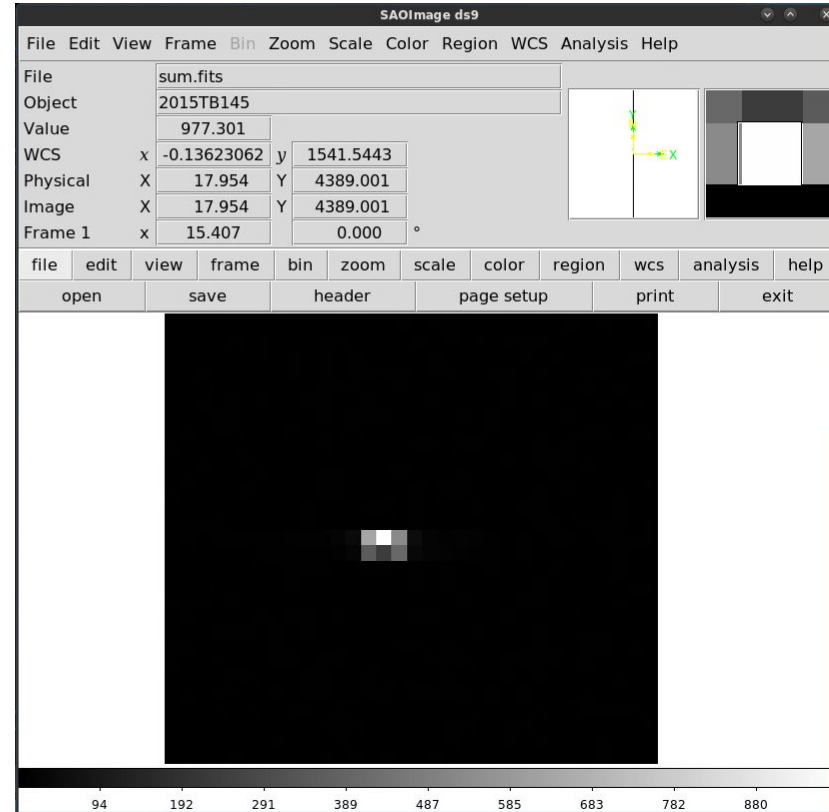 SAOImage ds9
File Edit View Frame Bin Zoom Scale Color Region WCS Analysis Help
File sum.fits
Object 2015TB145
Value 977.301
WCS x -0.13623062 y 1541.5443
Physical X 17.954 Y 4389.001
Image X 17.954 Y 4389.001
Frame 1 x 15.407 0.000 °
Y
N
E X
file edit view frame bin zoom scale color region wcs analysis help
open save header page setup print exit
94 192 291 389 487 585 683 782 880